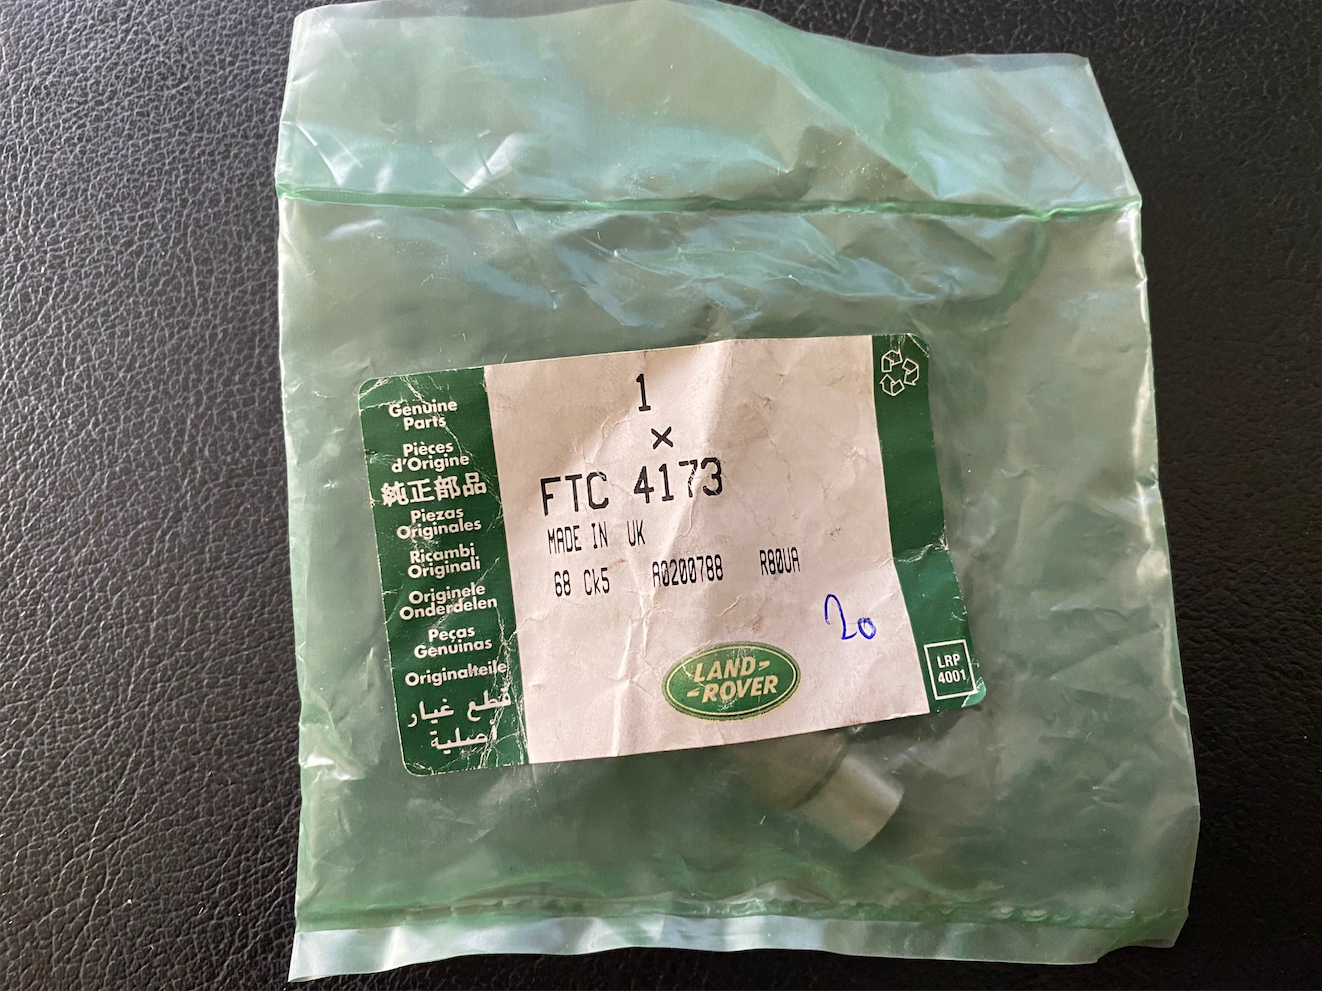 Genuine
Parts
Pièces
d'Origine
純正部品
Piezas
Originales
Ricambi
Originali
Originele
Onderdelen
Peças
Genuinas
Originalteile
قطع غيار
أصلية
1
×
FTC 4173
MADE IN UK
68 Ck5 A0200788 R80UA
20
LAND-
-ROVER
LRP
4001